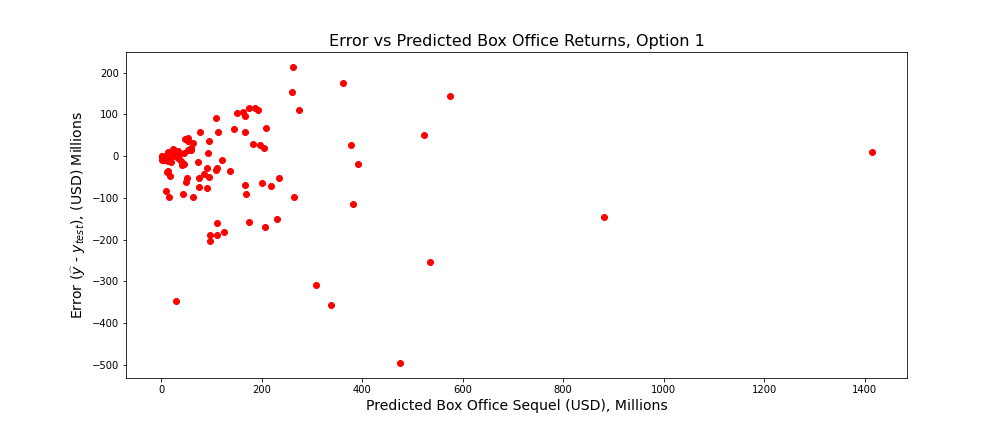 Error vs Predicted Box Office Returns, Option 1
Error (ŷ - y_test), (USD) Millions
200
100
0
−100
−200
−300
−400
−500
0 200 400 600 800 1000 1200 1400
Predicted Box Office Sequel (USD), Millions